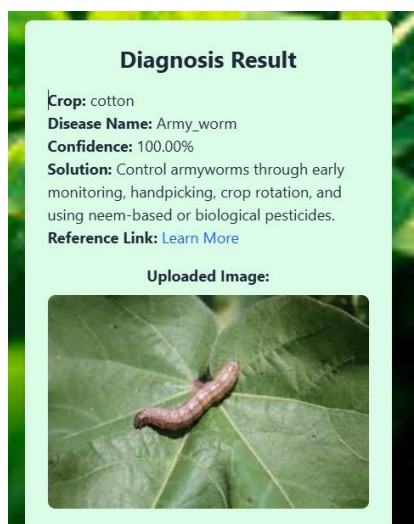 Diagnosis Result
Crop: cotton
Disease Name: Army_worm
Confidence: 100.00%
Solution: Control armyworms through early
monitoring, handpicking, crop rotation, and
using neem-based or biological pesticides.
Reference Link: Learn More
Uploaded Image: